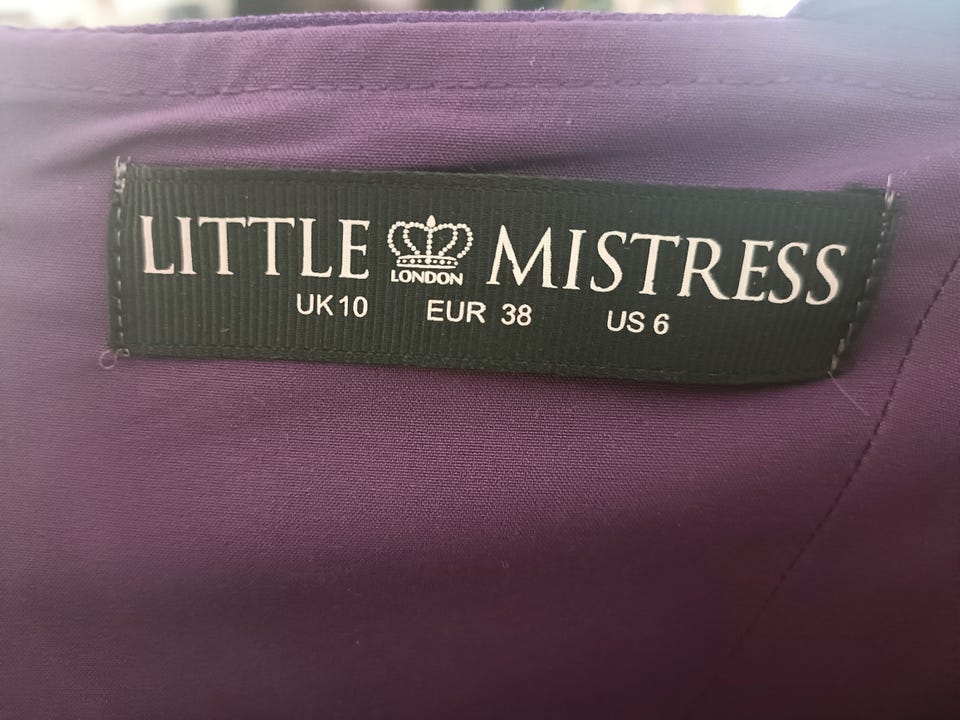 LITTLE LONDON MISTRESS
UK10 EUR 38 US 6